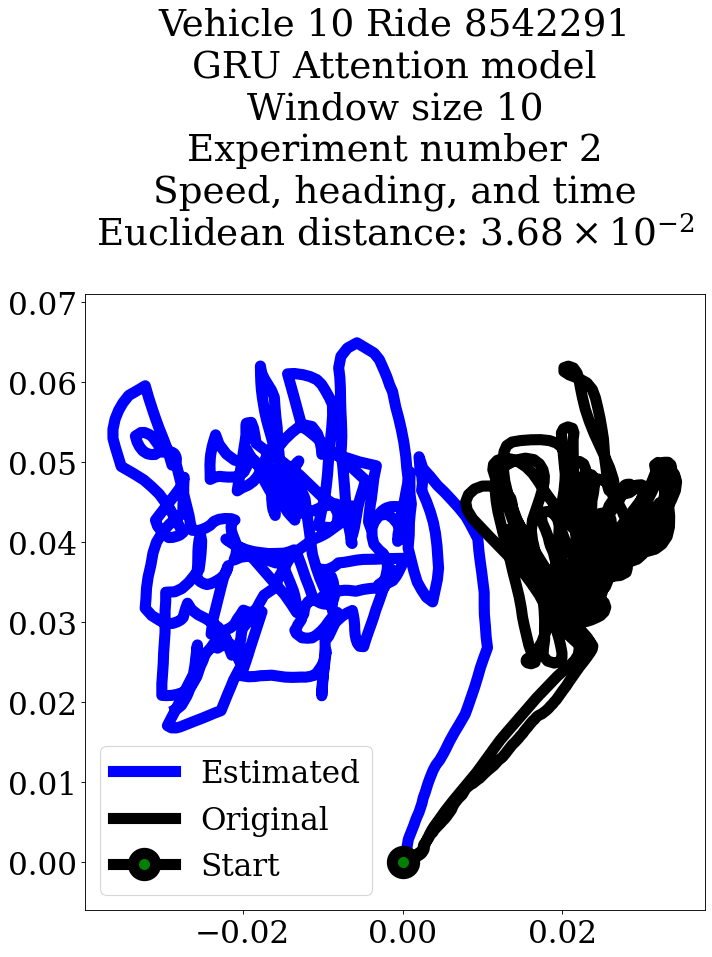 Vehicle 10 Ride 8542291
GRU Attention model
Window size 10
Experiment number 2
Speed, heading, and time
Euclidean distance: 3.68 × 10⁻²
0.07
0.06
0.05
0.04
0.03
0.02
0.01
0.00
Estimated
Original
Start
−0.02 0.00 0.02